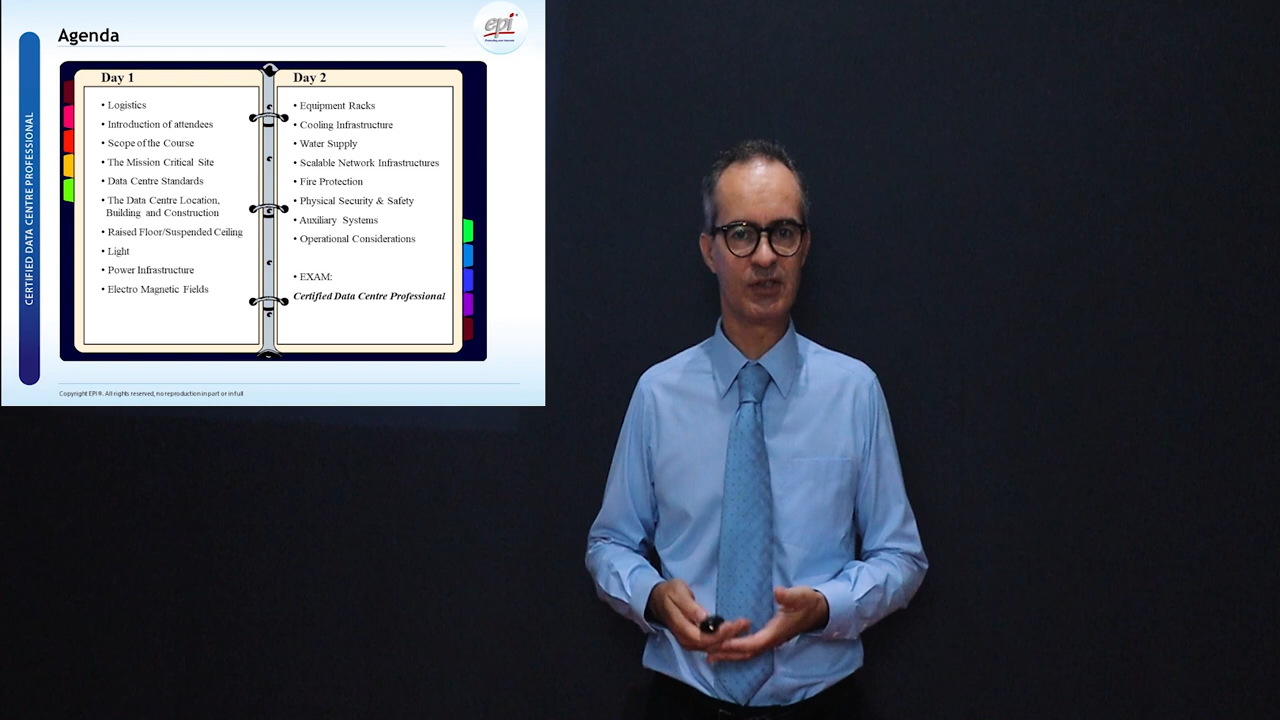 Agenda
epi
CERTIFIED DATA CENTRE PROFESSIONAL
Day 1
• Logistics
• Introduction of attendees
• Scope of the Course
• The Mission Critical Site
• Data Centre Standards
• The Data Centre Location,
Building and Construction
• Raised Floor/Suspended Ceiling
• Light
• Power Infrastructure
• Electro Magnetic Fields
Day 2
• Equipment Racks
• Cooling Infrastructure
• Water Supply
• Scalable Network Infrastructures
• Fire Protection
• Physical Security & Safety
• Auxiliary Systems
• Operational Considerations
• EXAM:
Certified Data Centre Professional
Copyright EPI®. All rights reserved, no reproduction in part or in full